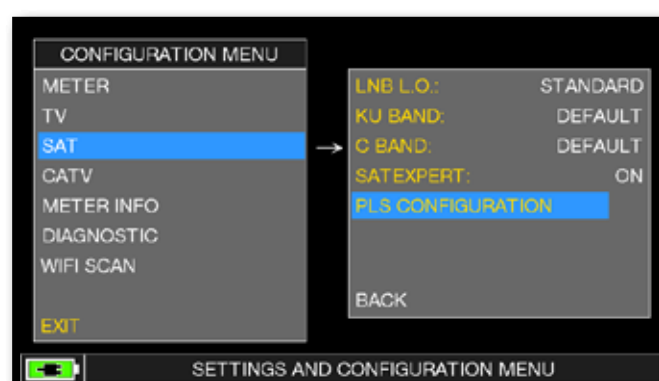 CONFIGURATION MENU
METER
TV
SAT
CATV
METER INFO
DIAGNOSTIC
WIFI SCAN
EXIT
→
LNB L.O.: STANDARD
KU BAND: DEFAULT
C BAND: DEFAULT
SATEXPERT: ON
PLS CONFIGURATION
BACK
SETTINGS AND CONFIGURATION MENU